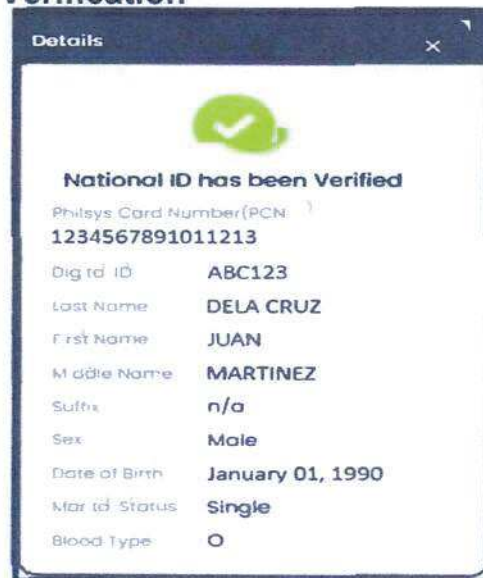 Verification
Details ×
National ID has been Verified
Philsys Card Number(PCN )
1234567891011213
Digital ID ABC123
Last Name DELA CRUZ
First Name JUAN
Middle Name MARTINEZ
Suffix n/a
Sex Male
Date of Birth January 01, 1990
Marital Status Single
Blood Type O